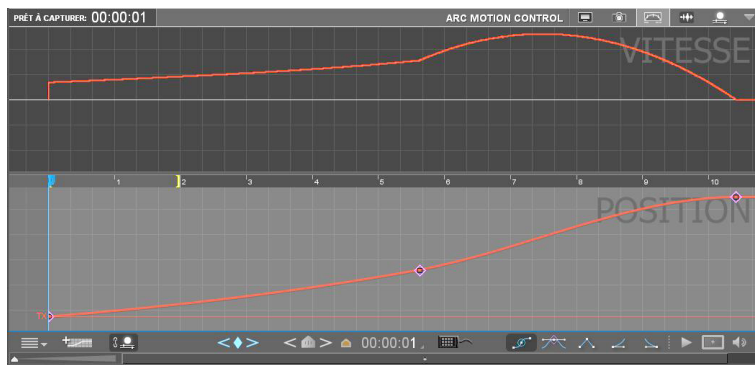 PRÊT À CAPTURER: 00:00:01 ARC MOTION CONTROL
VITESSE
1 2 3 4 5 6 7 8 9 10
POSITION
TX
00:00:01